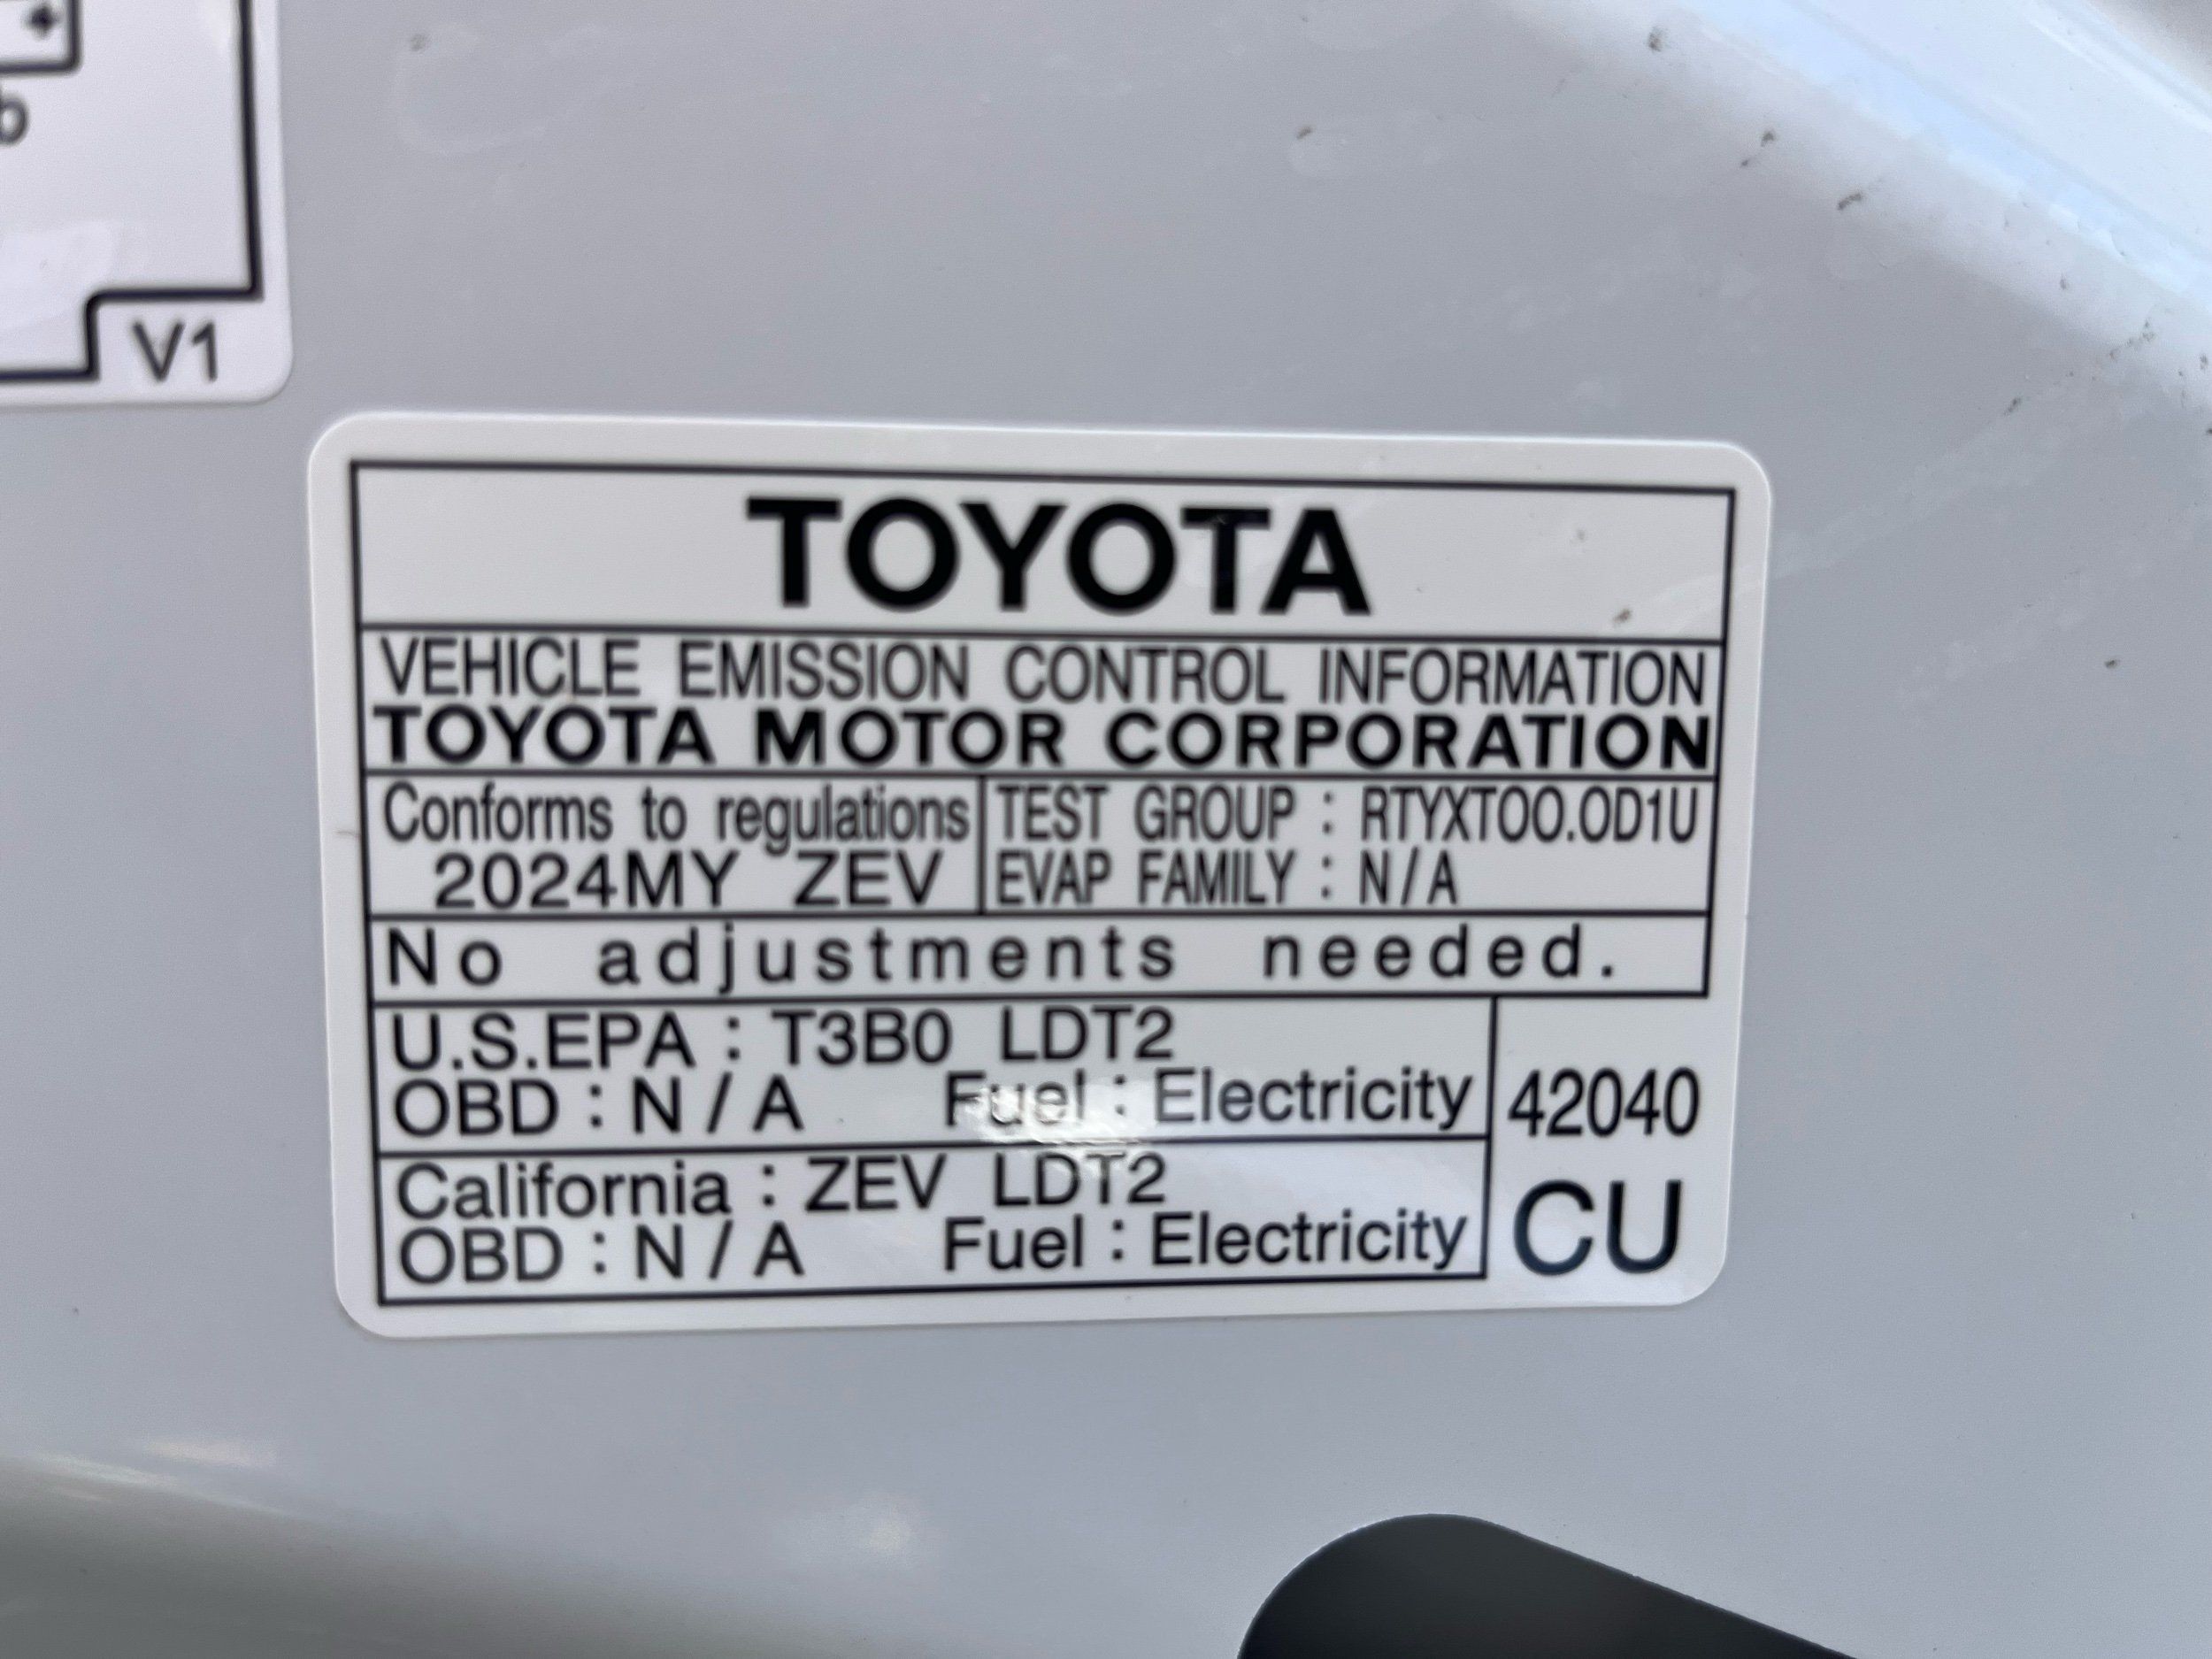 V1
TOYOTA
VEHICLE EMISSION CONTROL INFORMATION
TOYOTA MOTOR CORPORATION
Conforms to regulations
2024MY ZEV
TEST GROUP : RTYXT00.0D1U
EVAP FAMILY : N/A
No adjustments needed.
U.S.EPA : T3B0 LDT2
OBD : N/A Fuel : Electricity
California : ZEV LDT2
OBD : N/A Fuel : Electricity
42040
CU